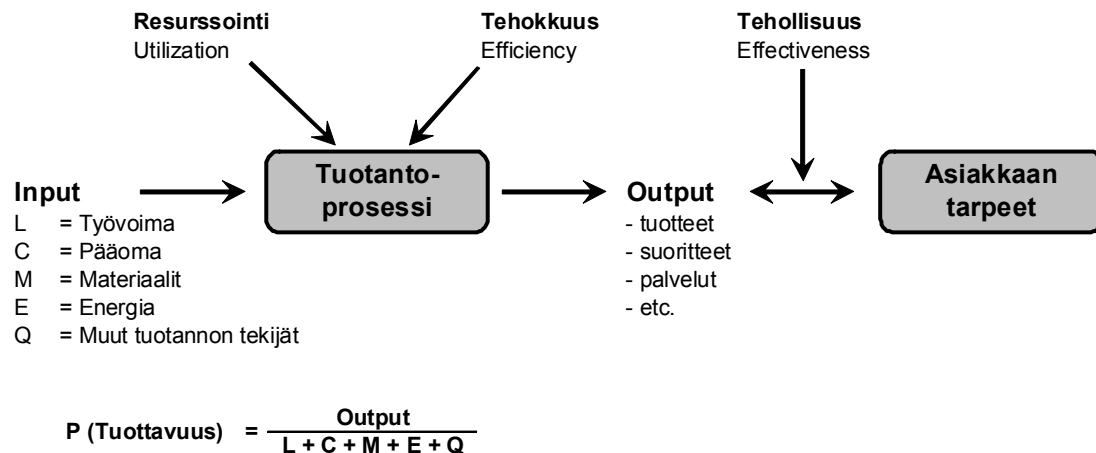 Resurssointi
Utilization
Tehokkuus
Efficiency
Tehollisuus
Effectiveness
Input
L = Työvoima
C = Pääoma
M = Materiaalit
E = Energia
Q = Muut tuotannon tekijät
Tuotanto-
prosessi
Output
- tuotteet
- suoritteet
- palvelut
- etc.
Asiakkaan
tarpeet
P (Tuottavuus) =
Output
L + C + M + E + Q